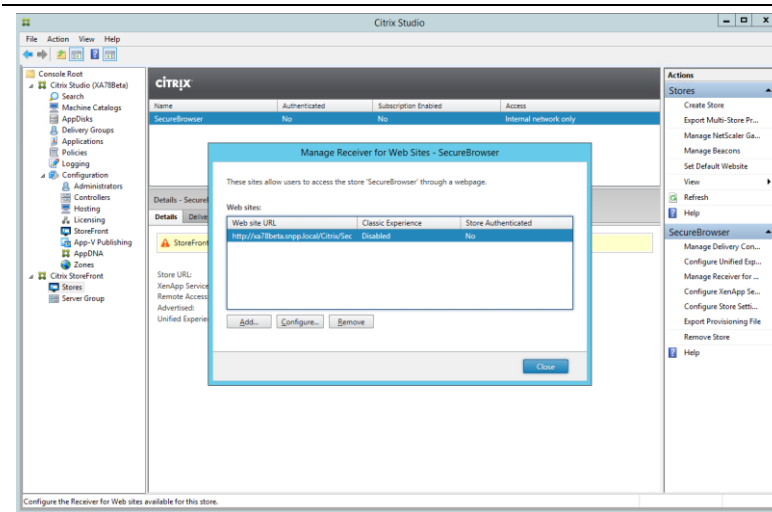 Citrix Studio
File Action View Help
Console Root
Citrix Studio (XA78Beta)
Search
Machine Catalogs
AppDisks
Delivery Groups
Applications
Policies
Logging
Configuration
Administrators
Controllers
Hosting
Licensing
StoreFront
App-V Publishing
AppDNA
Zones
Citrix StoreFront
Stores
Server Group
CITRIX
Name Authenticated Subscription Enabled Access
SecureBrowser No No Internal network only
Manage Receiver for Web Sites - SecureBrowser
These sites allow users to access the store 'SecureBrowser' through a webpage.
Web sites:
Web site URL Classic Experience Store Authenticated
http://xa78beta.snpp.local/Citrix/Sec Disabled No
Add... Configure... Remove
Close
Details - Secure
Details Delive
StoreFront
Store URL:
XenApp Service
Remote Access
Advertised:
Unified Experie
Actions
Stores
Create Store
Export Multi-Store Pr...
Manage NetScaler Ga...
Manage Beacons
Set Default Website
View
Refresh
Help
SecureBrowser
Manage Delivery Con...
Configure Unified Exp...
Manage Receiver for ...
Configure XenApp Se...
Configure Store Setti...
Export Provisioning File
Remove Store
Help
Configure the Receiver for Web sites available for this store.